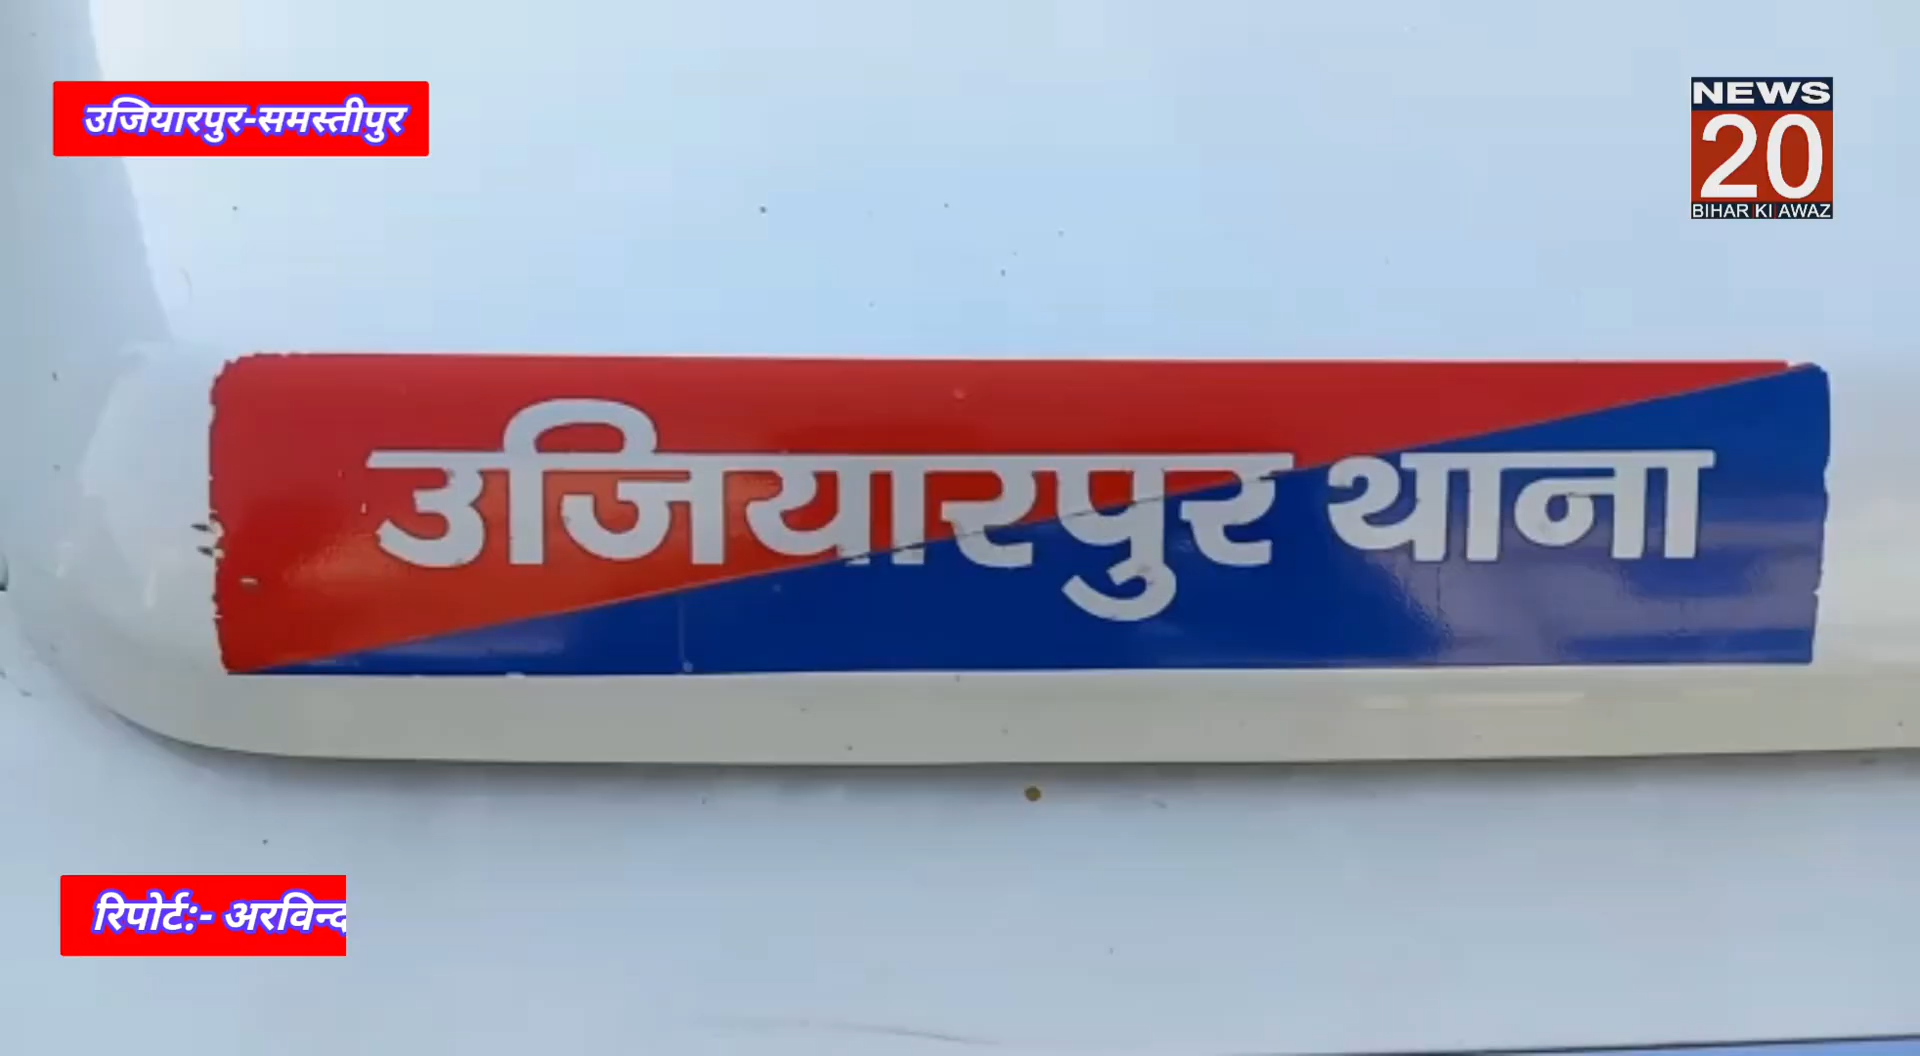 उजियारपुर-समस्तीपुर
NEWS
20
BIHAR KI AWAZ
उजियारपुर थाना
रिपोर्ट:- अरविन्द